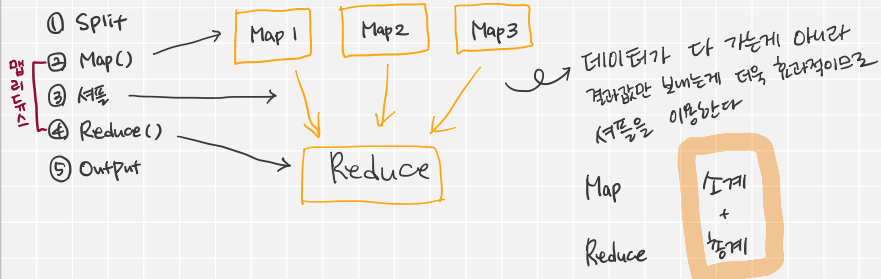 ① Split
② Map()
③ 셔플
④ Reduce()
⑤ Output
맵리듀스
Map 1
Map2
Map3
Reduce
데이터가 다 가는게 아니라
결과값만 보내는게 더욱 효과적이므로
셔플을 이용한다
Map 소계
+
Reduce 총계